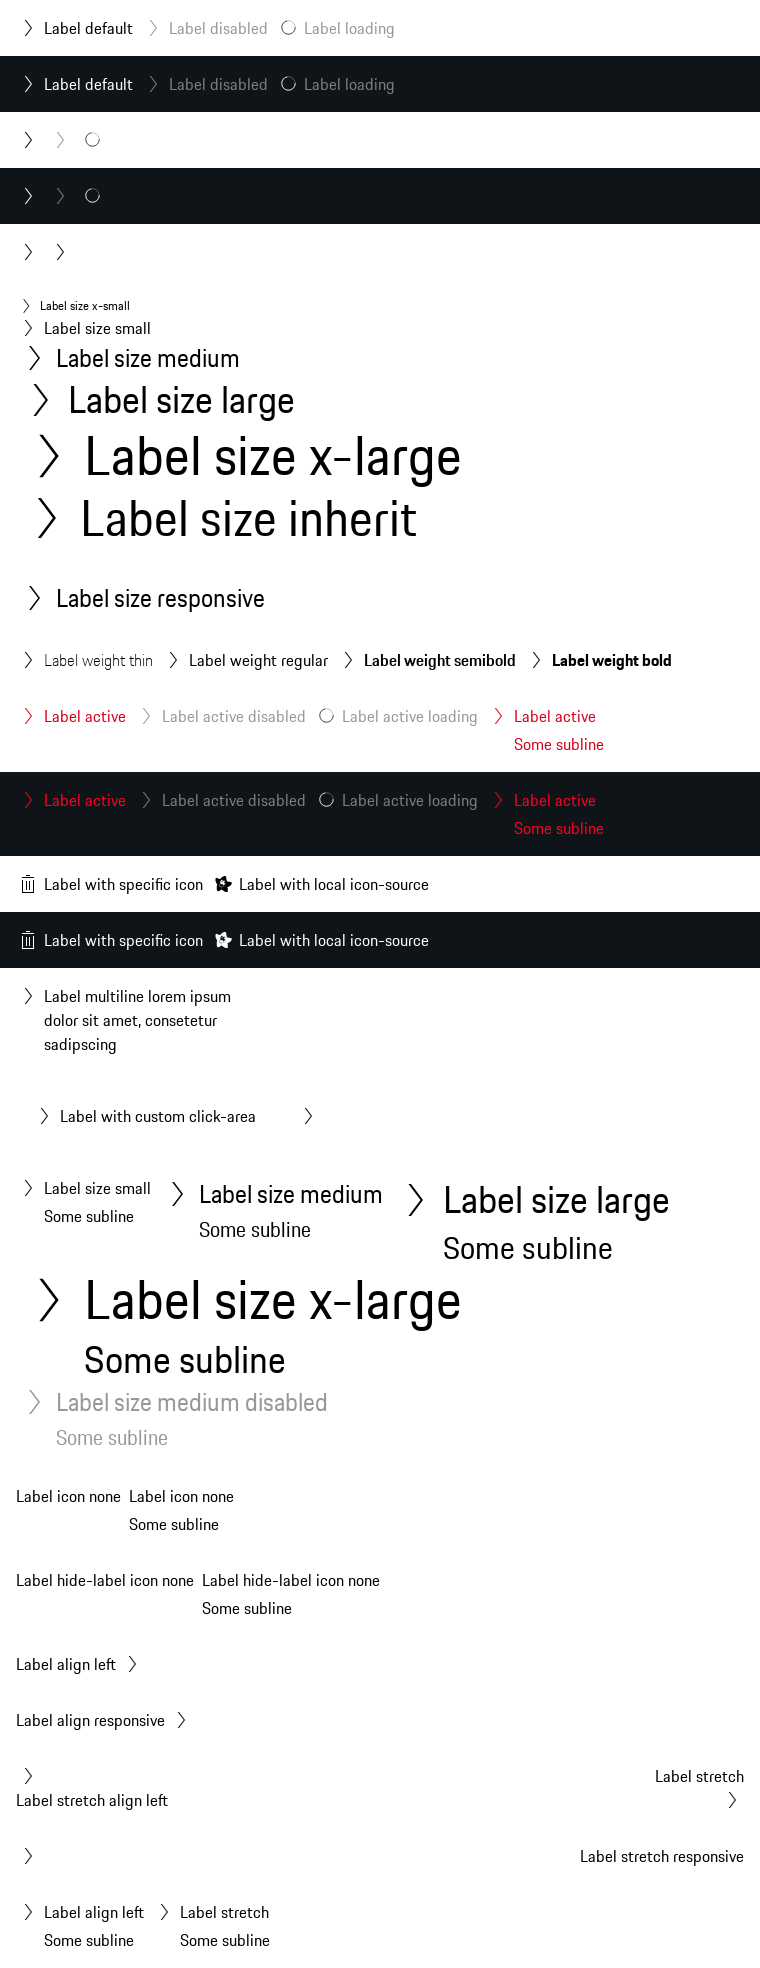 Label default Label disabled Label loading
Label default Label disabled Label loading
Label size x-small
Label size small
Label size medium
Label size large
Label size x-large
Label size inherit
Label size responsive
Label weight thin Label weight regular Label weight semibold Label weight bold
Label active Label active disabled Label active loading Label active
Some subline
Label active Label active disabled Label active loading Label active
Some subline
Label with specific icon Label with local icon-source
Label with specific icon Label with local icon-source
Label multiline lorem ipsum
dolor sit amet, consetetur
sadipscing
Label with custom click-area
Label size small Label size medium Label size large
Some subline Some subline Some subline
Label size x-large
Some subline
Label size medium disabled
Some subline
Label icon none Label icon none
Some subline
Label hide-label icon none Label hide-label icon none
Some subline
Label align left
Label align responsive
Label stretch
Label stretch align left
Label stretch responsive
Label align left Label stretch
Some subline Some subline